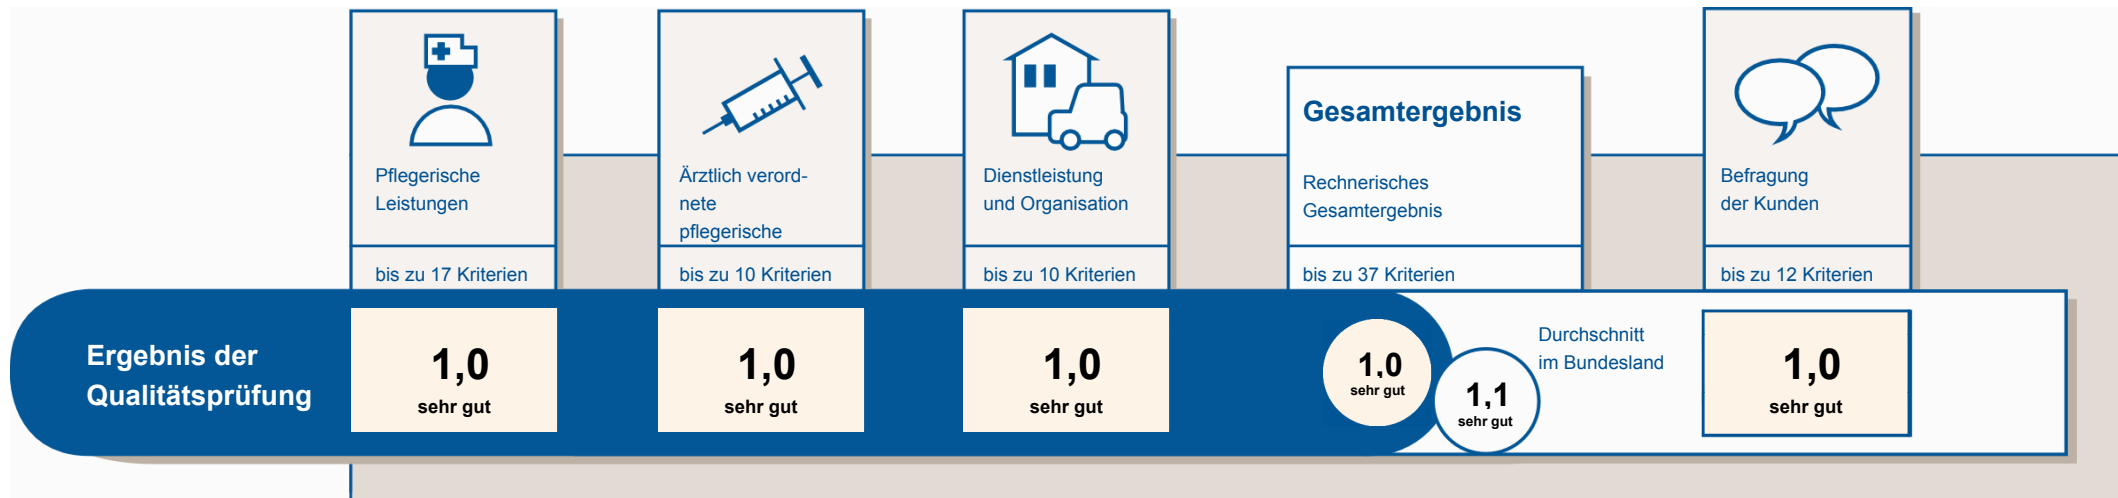 Pflegerische
Leistungen
bis zu 17 Kriterien
Ärztlich verord-
nete
pflegerische
bis zu 10 Kriterien
Dienstleistung
und Organisation
bis zu 10 Kriterien
Gesamtergebnis
Rechnerisches
Gesamtergebnis
bis zu 37 Kriterien
Befragung
der Kunden
bis zu 12 Kriterien
Ergebnis der
Qualitätsprüfung
1,0
sehr gut
1,0
sehr gut
1,0
sehr gut
1,0
sehr gut
1,1
sehr gut
Durchschnitt
im Bundesland
1,0
sehr gut